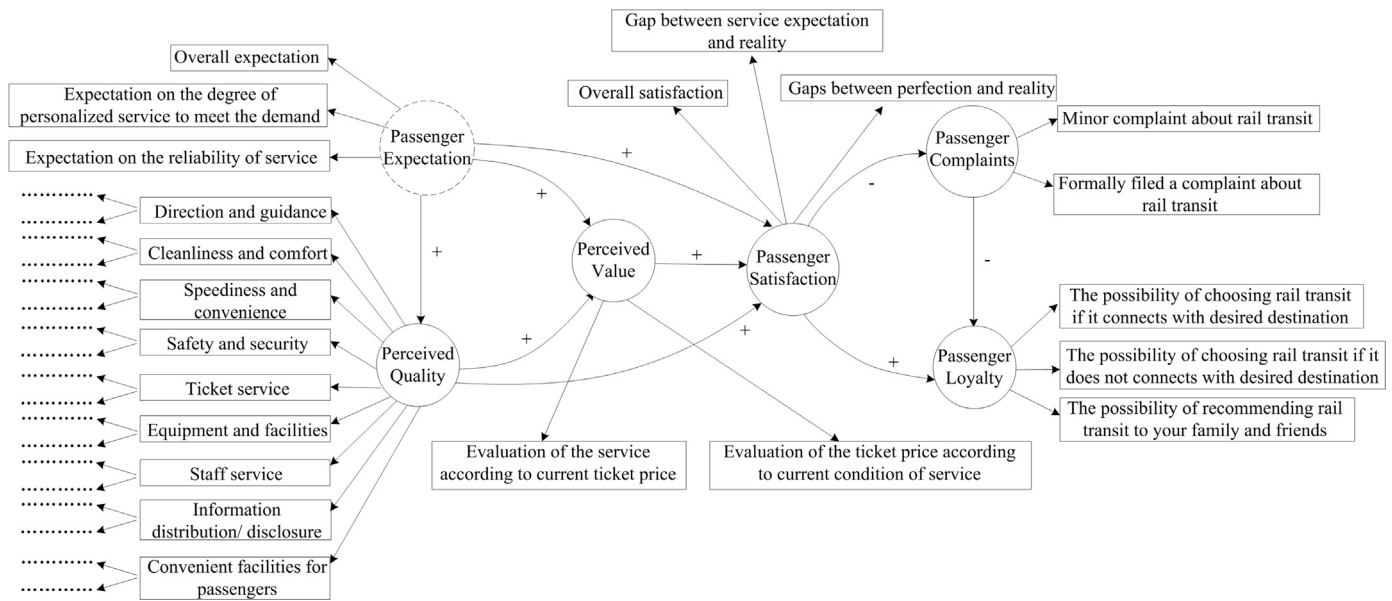 Gap between service expectation
and reality
Overall expectation
Overall satisfaction
Gaps between perfection and reality
Expectation on the degree of
personalized service to meet the demand
Expectation on the reliability of service
Passenger
Expectation
Passenger
Complaints
Minor complaint about rail transit
Formally filed a complaint about
rail transit
+
+
+
-
-
Direction and guidance
Cleanliness and comfort
Speediness and
convenience
Safety and security
Ticket service
Equipment and facilities
Staff service
Information
distribution/ disclosure
Convenient facilities for
passengers
Perceived
Quality
Perceived
Value
+
Passenger
Satisfaction
+
+
+
Passenger
Loyalty
The possibility of choosing rail transit
if it connects with desired destination
The possibility of choosing rail transit if it
does not connects with desired destination
The possibility of recommending rail
transit to your family and friends
Evaluation of the service
according to current ticket price
Evaluation of the ticket price according
to current condition of service